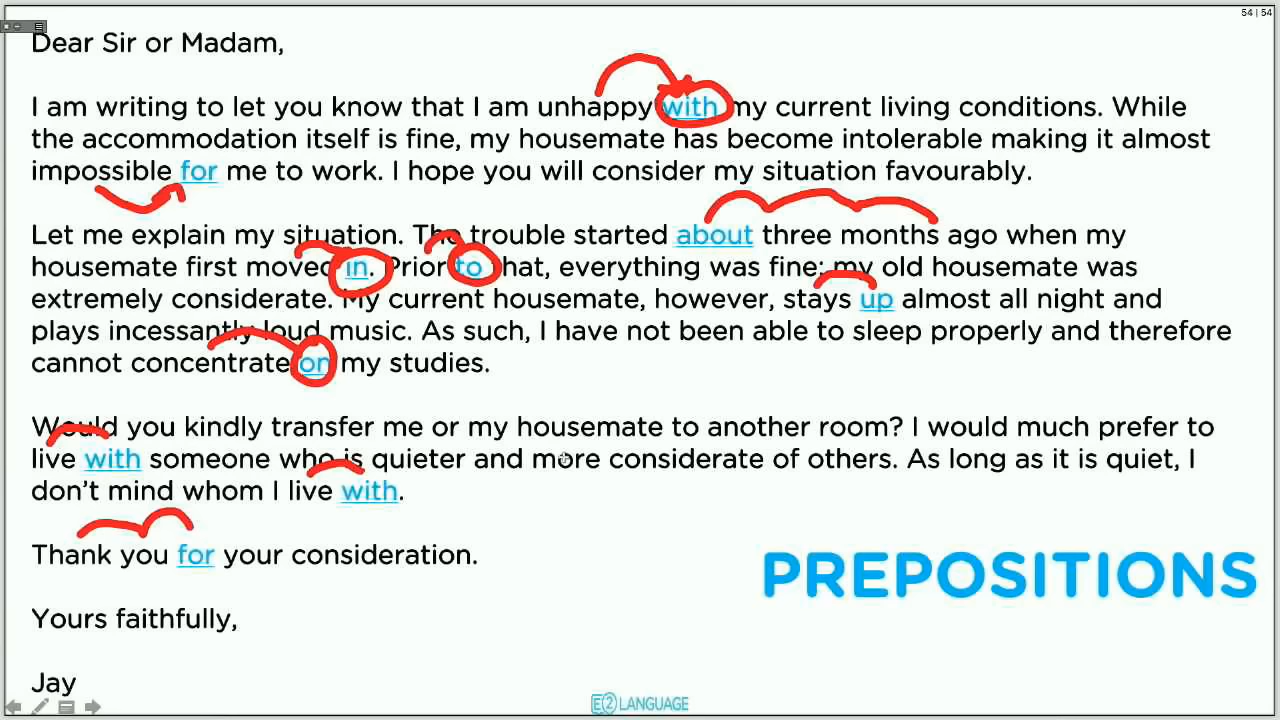 54 | 54
Dear Sir or Madam,
I am writing to let you know that I am unhappy with my current living conditions. While
the accommodation itself is fine, my housemate has become intolerable making it almost
impossible for me to work. I hope you will consider my situation favourably.
Let me explain my situation. The trouble started about three months ago when my
housemate first moved in. Prior to that, everything was fine; my old housemate was
extremely considerate. My current housemate, however, stays up almost all night and
plays incessantly loud music. As such, I have not been able to sleep properly and therefore
cannot concentrate on my studies.
Would you kindly transfer me or my housemate to another room? I would much prefer to
live with someone who is quieter and more considerate of others. As long as it is quiet, I
don't mind whom I live with.
Thank you for your consideration.
PREPOSITIONS
Yours faithfully,
Jay
E2 LANGUAGE